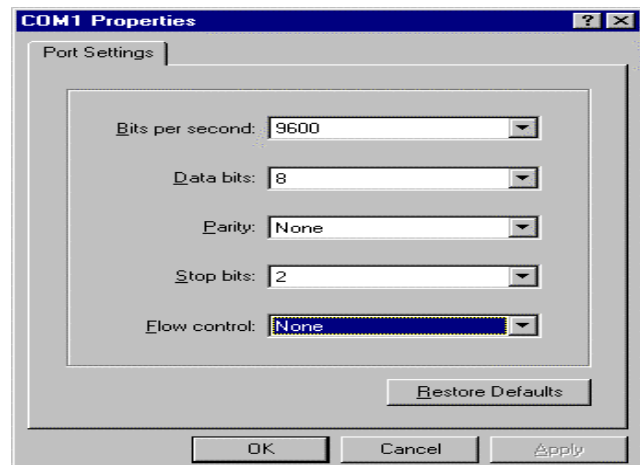 COM1 Properties
Port Settings
Bits per second: 9600
Data bits: 8
Parity: None
Stop bits: 2
Flow control: None
Restore Defaults
OK Cancel Apply